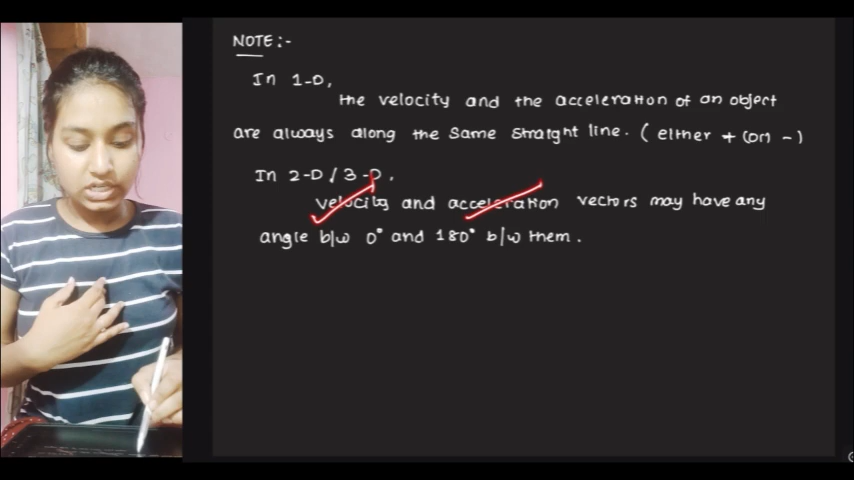 NOTE:-
In 1-D,
the velocity and the acceleration of an object
are always along the same straight line. ( either + (or) - )
In 2-D / 3-D,
velocity and acceleration vectors may have any
angle b/w 0° and 180° b/w them.